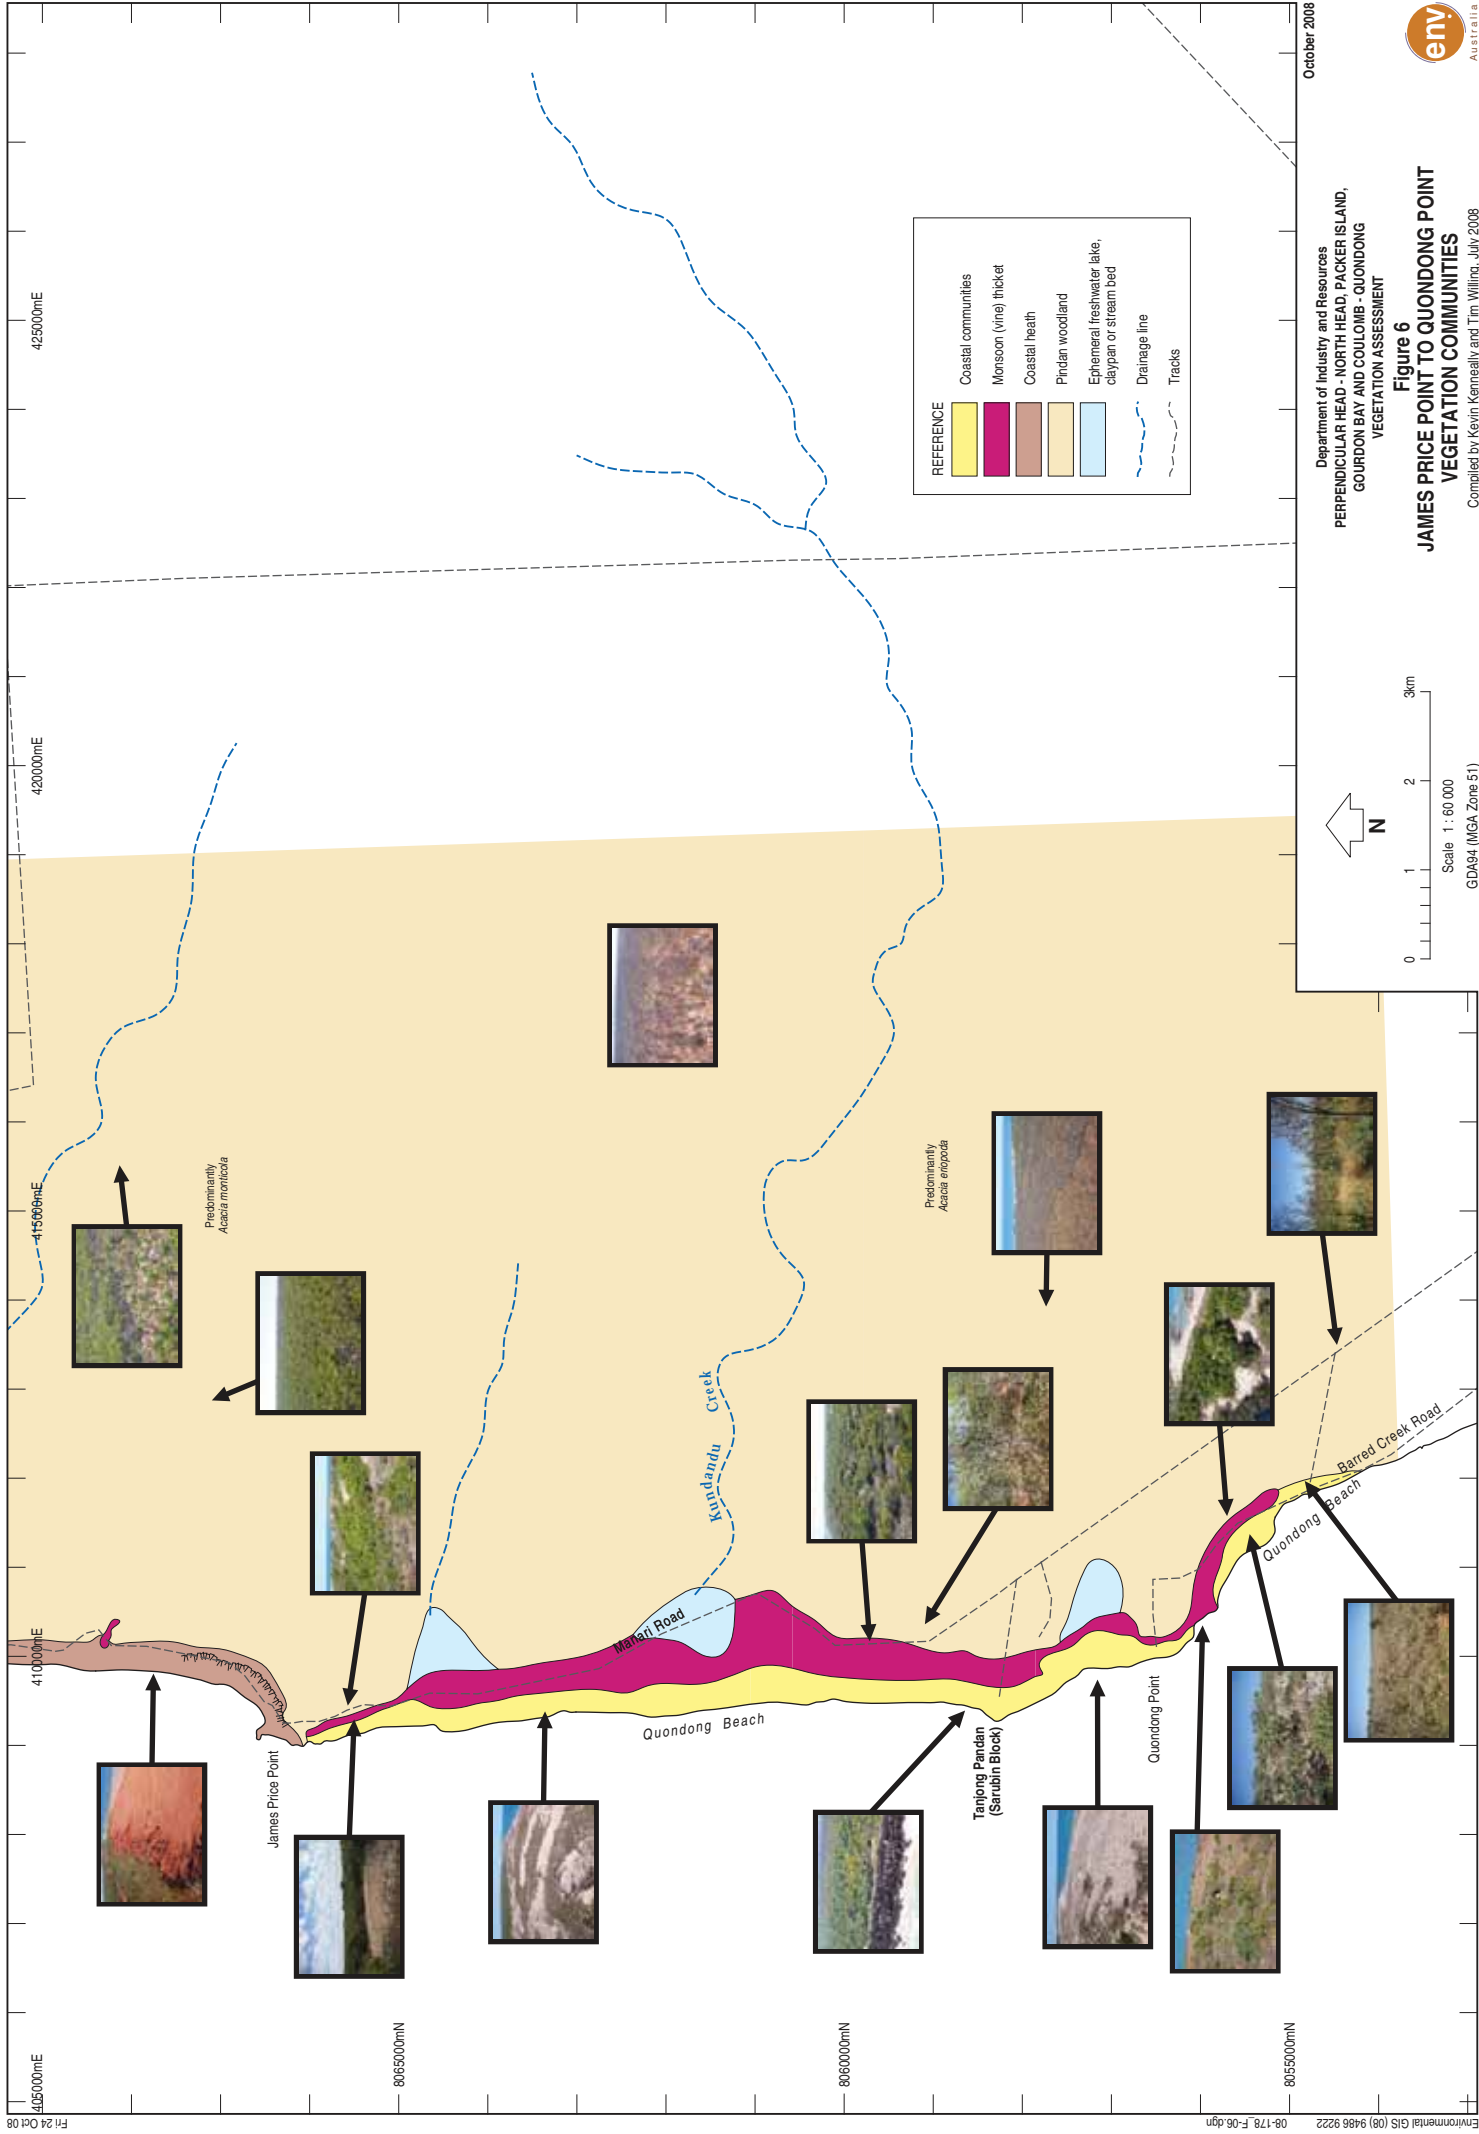 Fri 24 Oct 08
405000mE
410000mE
415000mE
420000mE
425000mE
8065000mN
8060000mN
8055000mN
James Price Point
Quondong Beach
Tanjong Pandan
(Sarubin Block)
Quondong Point
Quondong Beach
Barred Creek Road
Manari Road
Kundandu Creek
Predominantly
Acacia monticola
Predominantly
Acacia eriopoda
REFERENCE
Coastal communities
Monsoon (vine) thicket
Coastal heath
Pindan woodland
Ephemeral freshwater lake,
claypan or stream bed
Drainage line
Tracks
N
0 1 2 3km
Scale 1 : 60 000
GDA94 (MGA Zone 51)
Department of Industry and Resources
PERPENDICULAR HEAD - NORTH HEAD, PACKER ISLAND,
GOURDON BAY AND COULOMB - QUONDONG
VEGETATION ASSESSMENT
Figure 6
JAMES PRICE POINT TO QUONDONG POINT
VEGETATION COMMUNITIES
Compiled by Kevin Kenneally and Tim Willing, July 2008
October 2008
env
Australia
Environmental GIS (08) 9486 9222
08-178_F-06.dgn